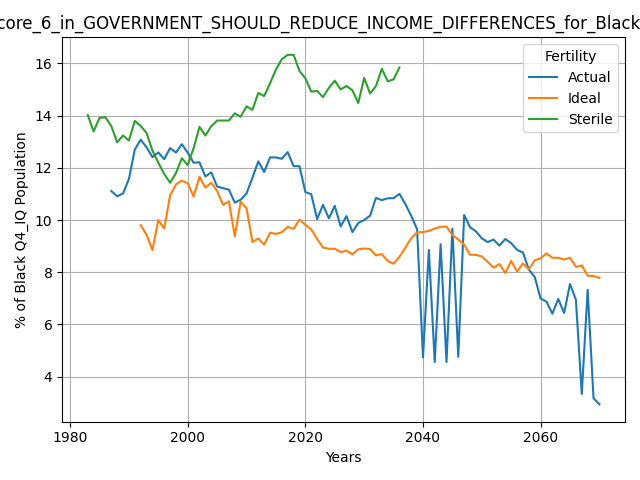 core_6_in_GOVERNMENT_SHOULD_REDUCE_INCOME_DIFFERENCES_for_Black
Fertility
Actual
Ideal
Sterile
% of Black Q4_IQ Population
16
14
12
10
8
6
4
1980
2000
2020
2040
2060
Years